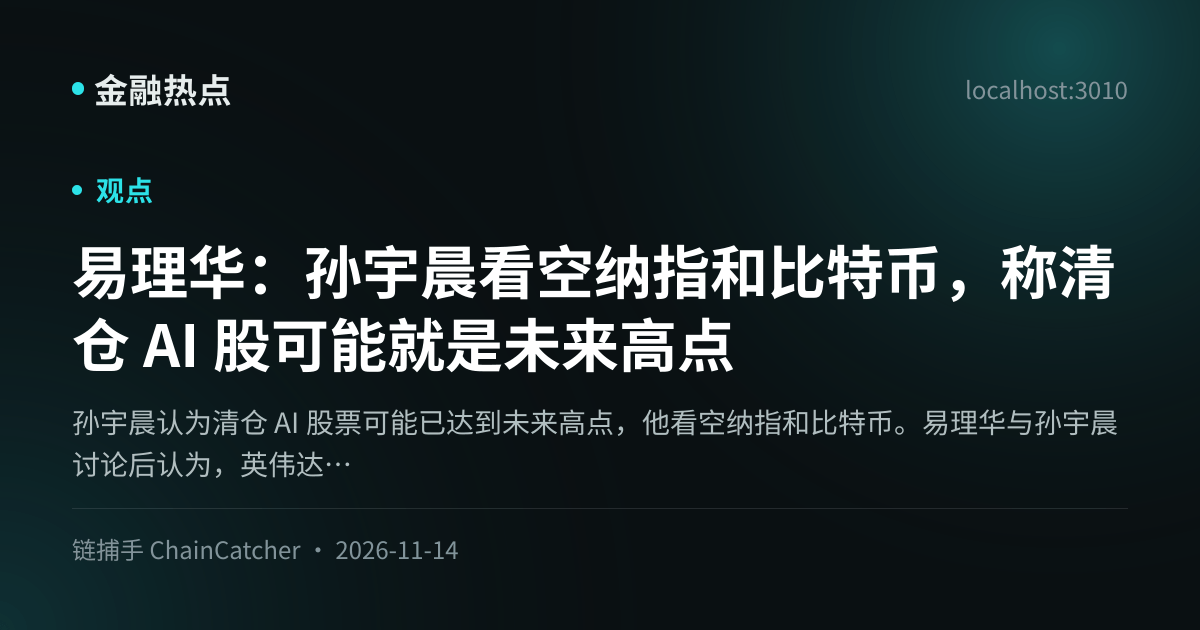 金融热点
localhost:3010
观点
易理华：孙宇晨看空纳指和比特币，称清
仓 AI 股可能就是未来高点
孙宇晨认为清仓 AI 股票可能已达到未来高点，他看空纳指和比特币。易理华与孙宇晨
讨论后认为，英伟达…
链捕手 ChainCatcher · 2026-11-14